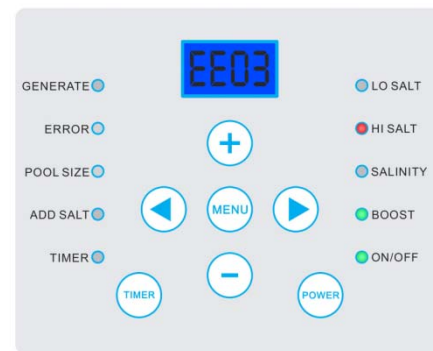 EE03
GENERATE
ERROR
POOL SIZE
ADD SALT
TIMER
LO SALT
HI SALT
SALINITY
BOOST
ON/OFF
+
MENU
−
TIMER
POWER